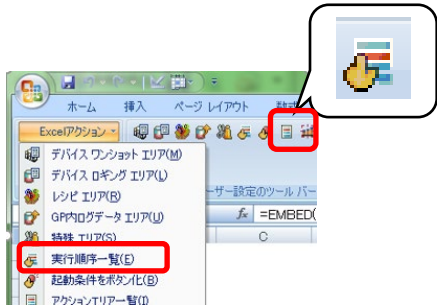 ホーム 挿入 ページ レイアウト 数式
Excelアクション
デバイス ワンショット エリア(M)
デバイス ロギング エリア(L)
レシピ エリア(R)
GP内ログデータ エリア(U)
特殊 エリア(S)
実行順序一覧(E)
起動条件をボタン化(B)
アクションエリア一覧(I)
ーザー設定のツール バー
fx =EMBED(
C